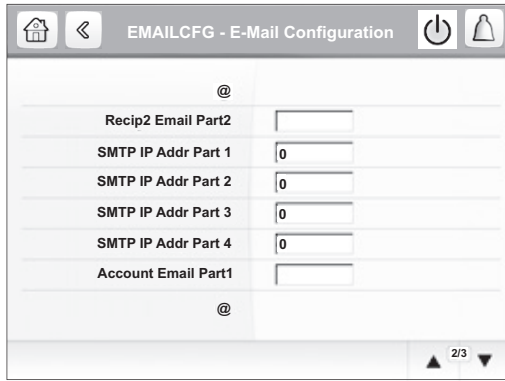 EMAILCFG - E-Mail Configuration
@
Recip2 Email Part2
SMTP IP Addr Part 1 0
SMTP IP Addr Part 2 0
SMTP IP Addr Part 3 0
SMTP IP Addr Part 4 0
Account Email Part1
@
2/3